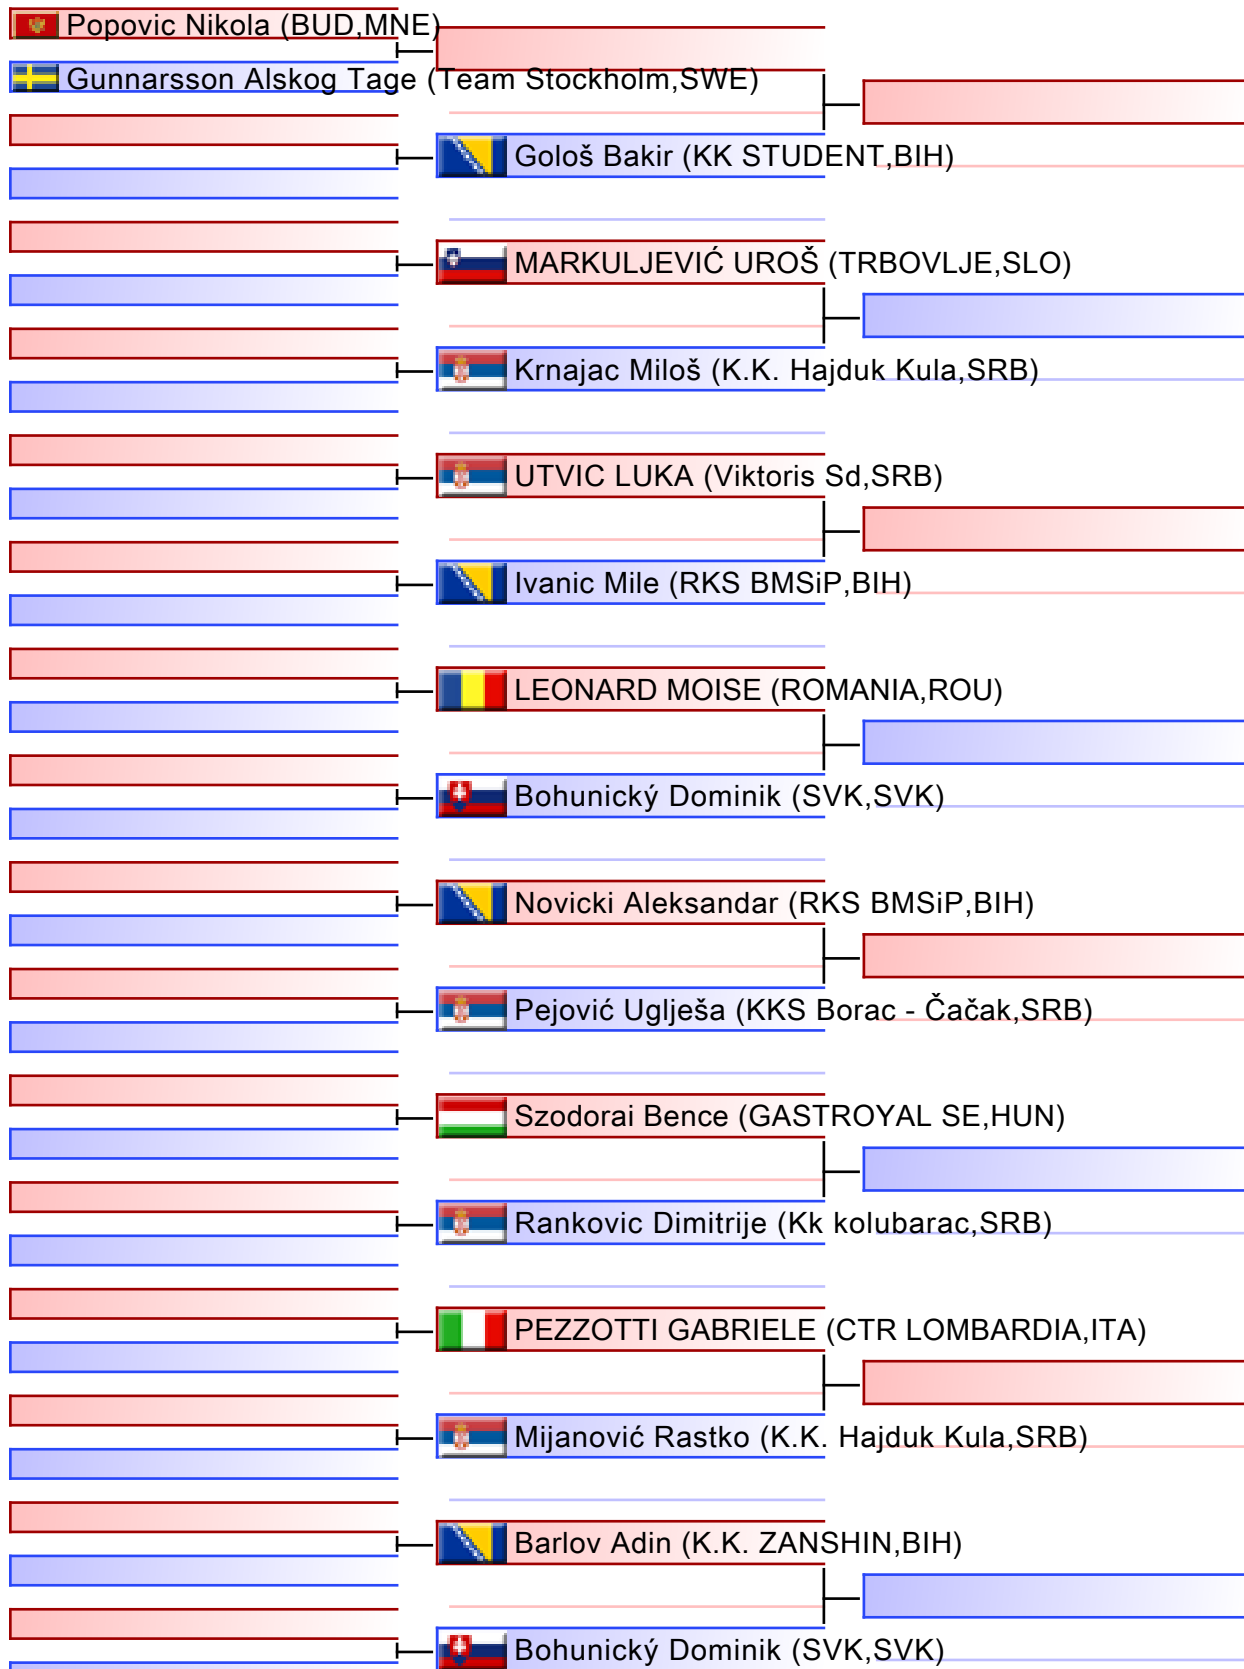 Popovic Nikola (BUD,MNE)
Gunnarsson Alskog Tage (Team Stockholm,SWE)
Gološ Bakir (KK STUDENT,BIH)
MARKULJEVIĆ UROŠ (TRBOVLJE,SLO)
Krnajac Miloš (K.K. Hajduk Kula,SRB)
UTVIC LUKA (Viktoris Sd,SRB)
Ivanic Mile (RKS BMSiP,BIH)
LEONARD MOISE (ROMANIA,ROU)
Bohunický Dominik (SVK,SVK)
Novicki Aleksandar (RKS BMSiP,BIH)
Pejović Uglješa (KKS Borac - Čačak,SRB)
Szodorai Bence (GASTROYAL SE,HUN)
Rankovic Dimitrije (Kk kolubarac,SRB)
PEZZOTTI GABRIELE (CTR LOMBARDIA,ITA)
Mijanović Rastko (K.K. Hajduk Kula,SRB)
Barlov Adin (K.K. ZANSHIN,BIH)
Bohunický Dominik (SVK,SVK)